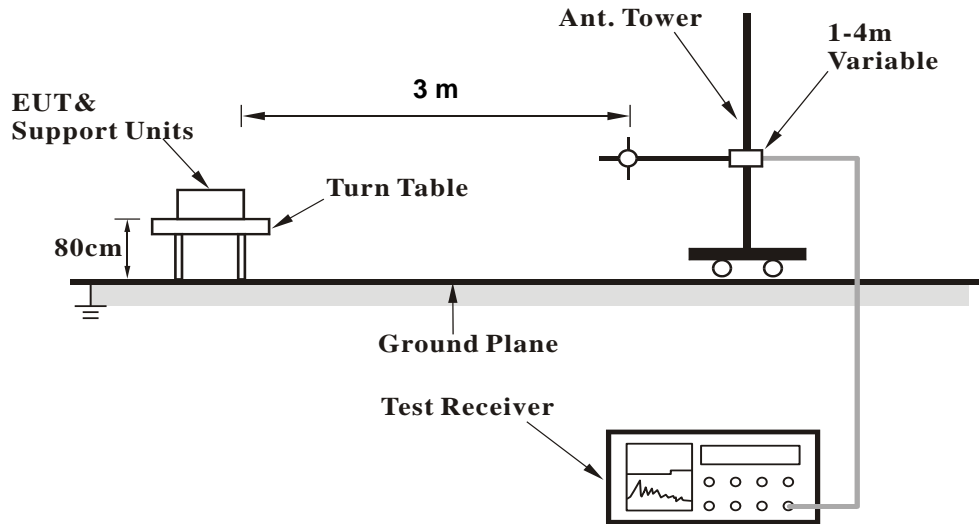 Ant. Tower
1-4m
Variable
3 m
EUT&
Support Units
Turn Table
80cm
Ground Plane
Test Receiver